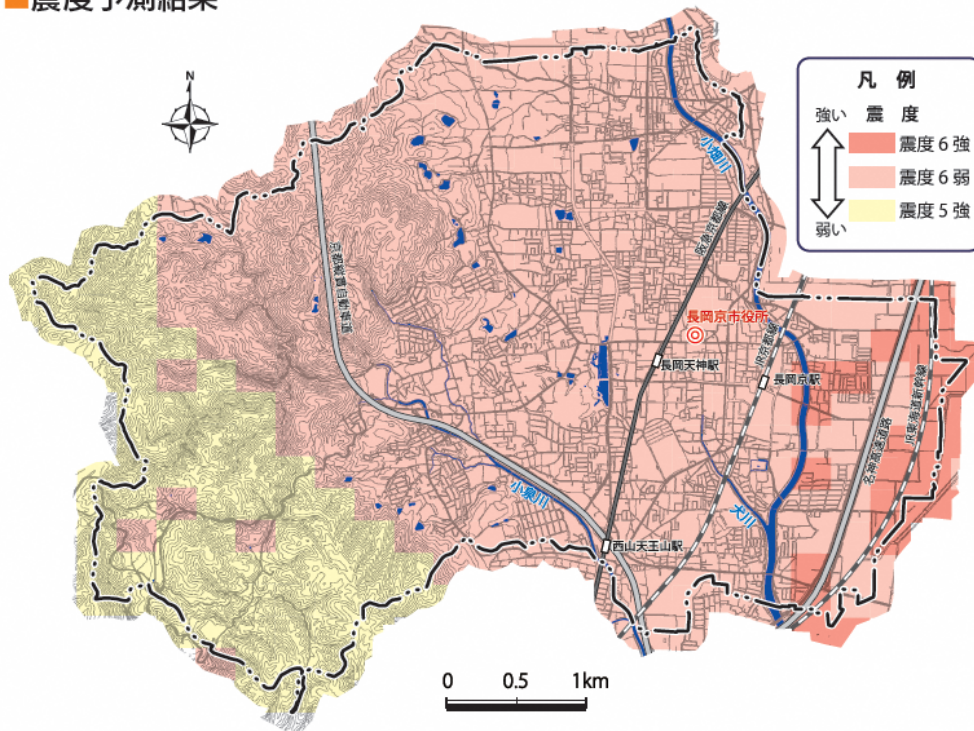 ■震度予測結果
N
凡 例
強い 震 度
震度6強
震度6弱
震度5強
弱い
小畑川
阪急京都線
京都縦貫自動車道
長岡京市役所
JR京都線
長岡天神駅
長岡京駅
JR東海道新幹線
名神高速道路
小泉川
犬川
西山天王山駅
0 0.5 1km